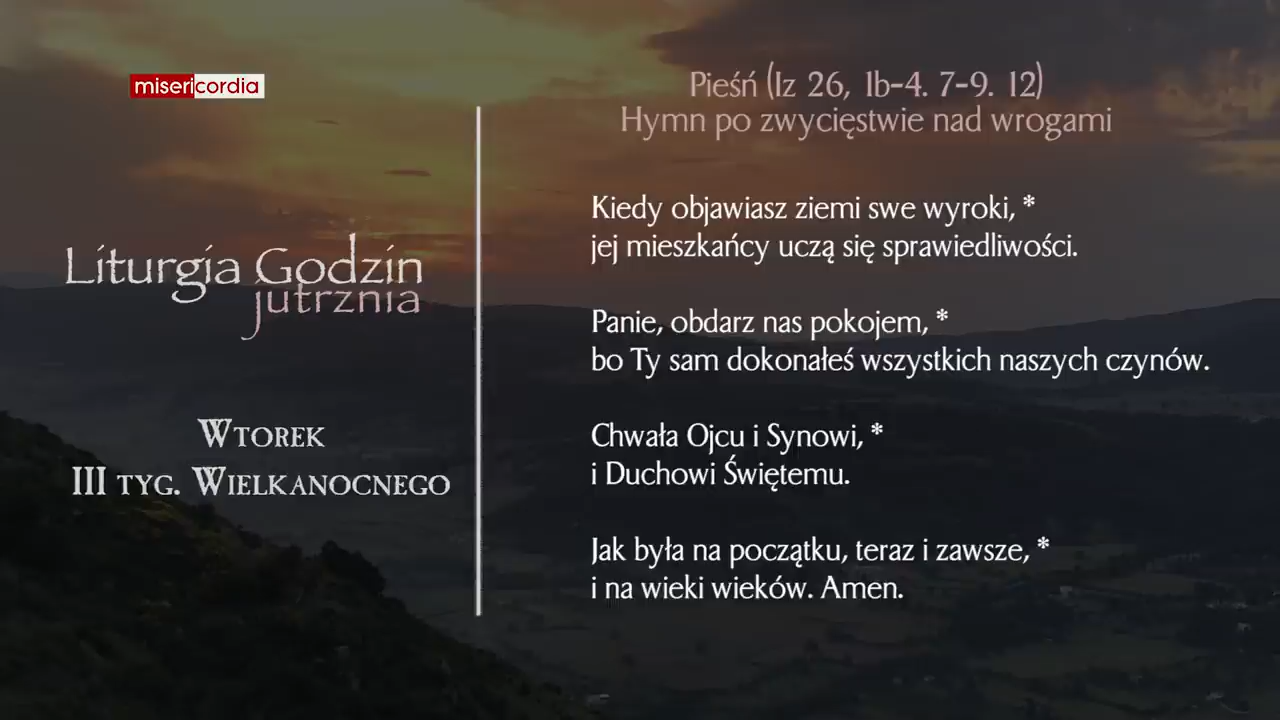 misericordia
Liturgia Godzin
jutrznia
Wtorek
III tyg. Wielkanocnego
Pieśń (Iz 26, 1b-4. 7-9. 12)
Hymn po zwycięstwie nad wrogami
Kiedy objawiasz ziemi swe wyroki, *
jej mieszkańcy uczą się sprawiedliwości.
Panie, obdarz nas pokojem, *
bo Ty sam dokonałeś wszystkich naszych czynów.
Chwała Ojcu i Synowi, *
i Duchowi Świętemu.
Jak była na początku, teraz i zawsze, *
i na wieki wieków. Amen.